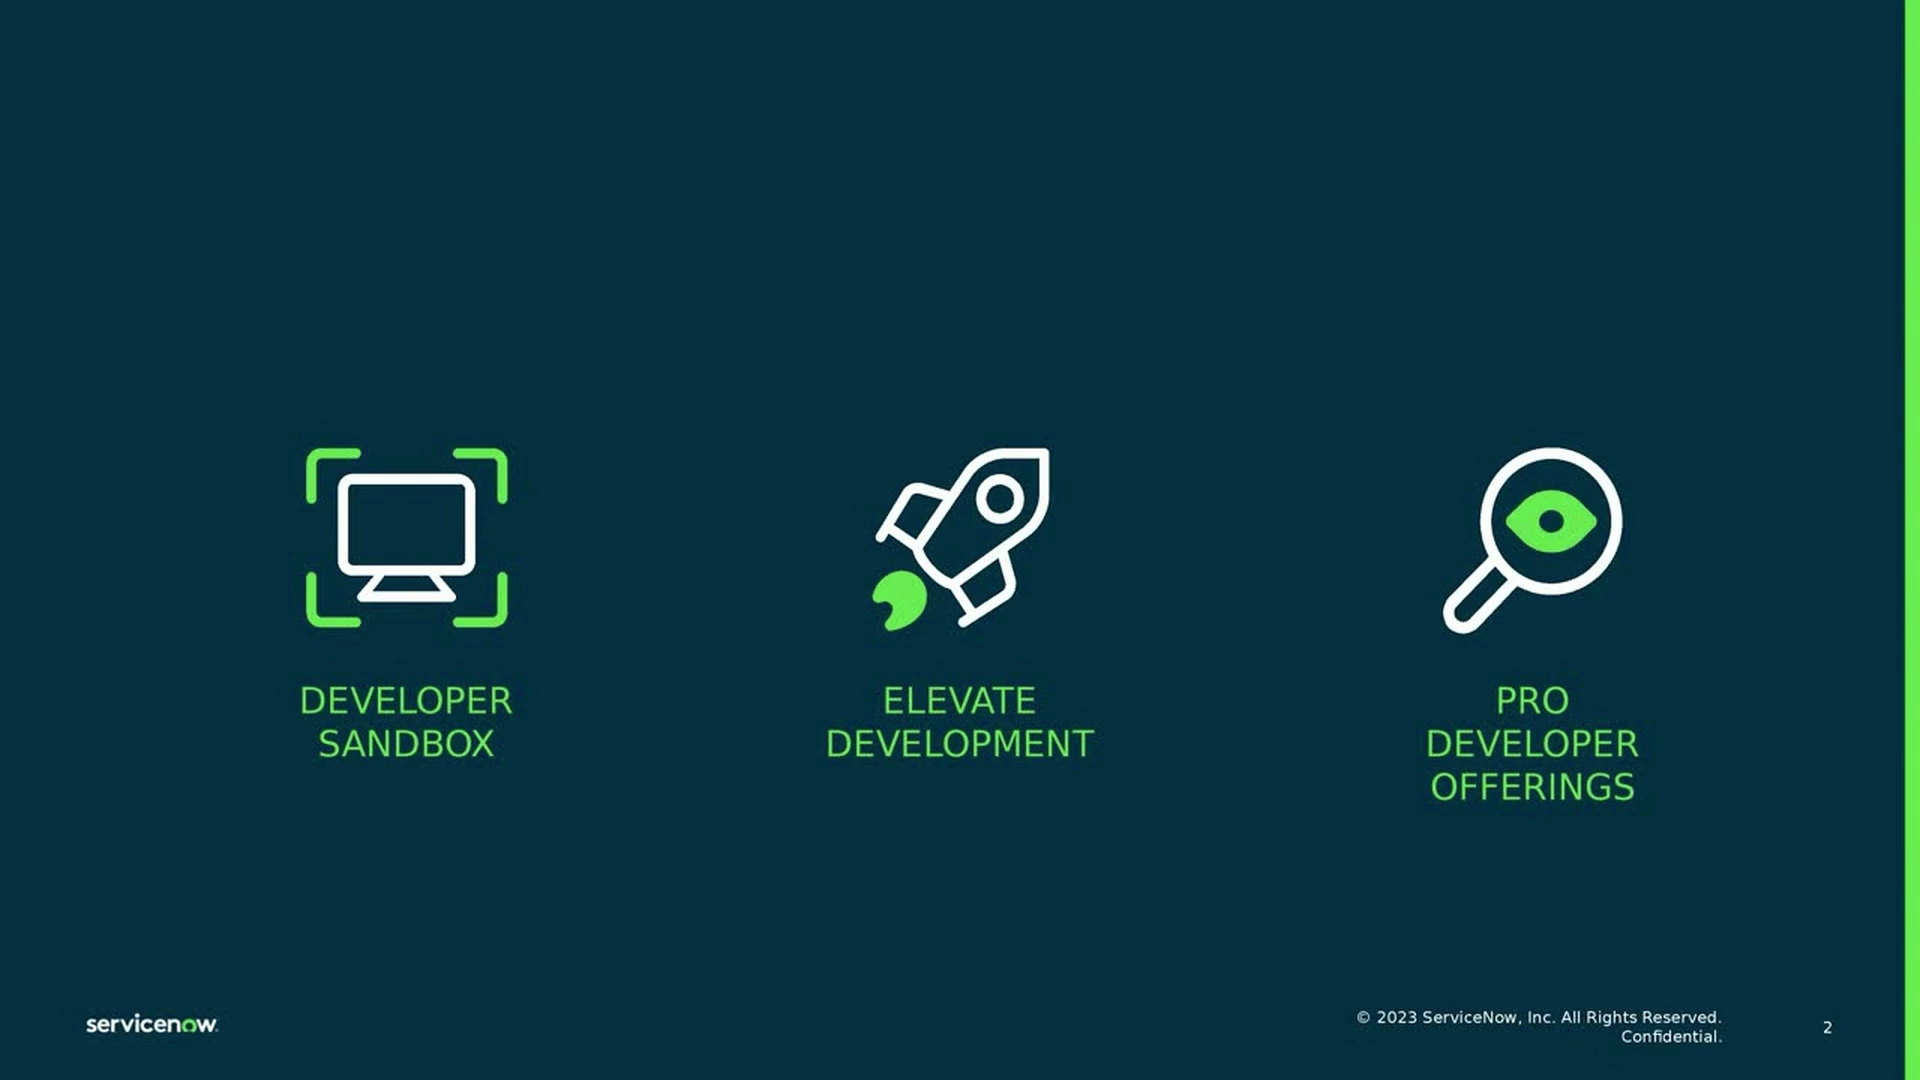 DEVELOPER
SANDBOX
ELEVATE
DEVELOPMENT
PRO
DEVELOPER
OFFERINGS
servicenow
© 2023 ServiceNow, Inc. All Rights Reserved.
Confidential.
2